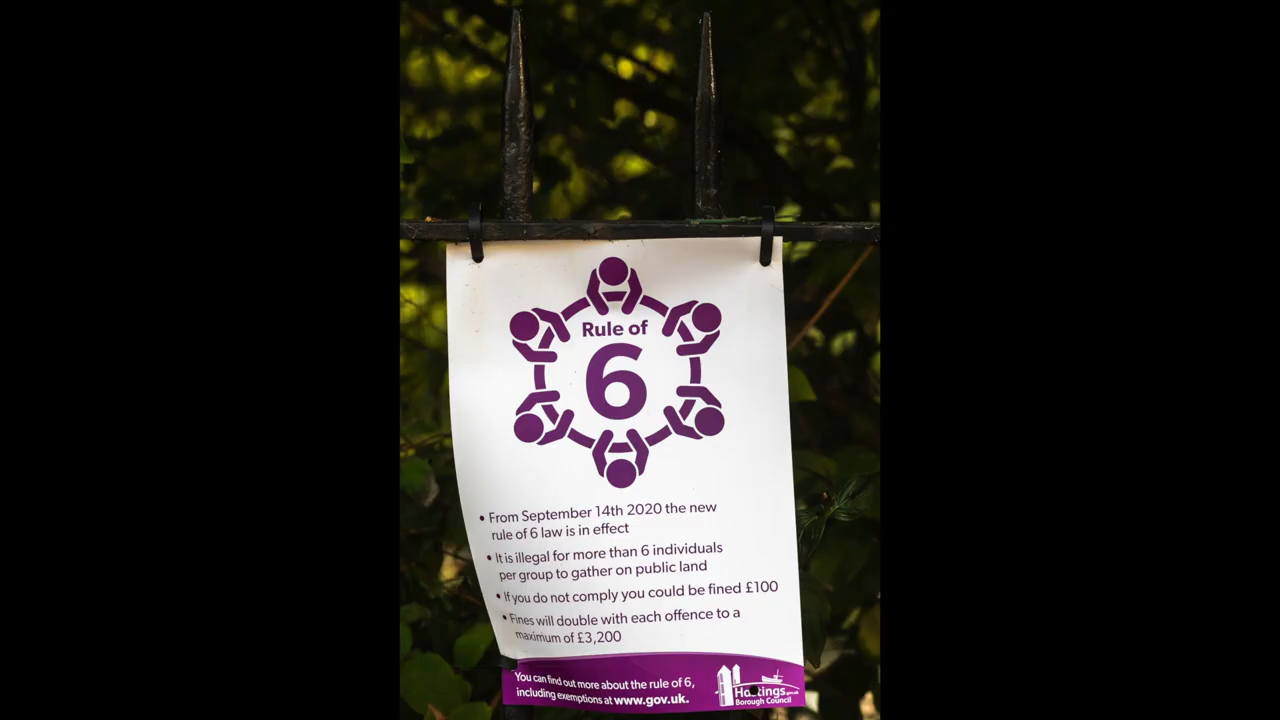 Rule of
6
• From September 14th 2020 the new
rule of 6 law is in effect
• It is illegal for more than 6 individuals
per group to gather on public land
• If you do not comply you could be fined £100
• Fines will double with each offence to a
maximum of £3,200
You can find out more about the rule of 6,
including exemptions at www.gov.uk.
Hastings
Borough Council